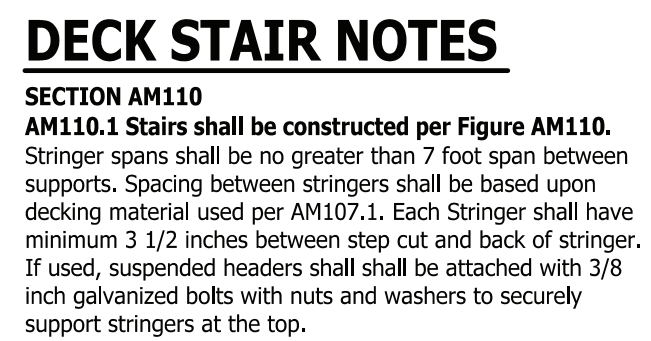 DECK STAIR NOTES
SECTION AM110
AM110.1 Stairs shall be constructed per Figure AM110.
Stringer spans shall be no greater than 7 foot span between
supports. Spacing between stringers shall be based upon
decking material used per AM107.1. Each Stringer shall have
minimum 3 1/2 inches between step cut and back of stringer.
If used, suspended headers shall shall be attached with 3/8
inch galvanized bolts with nuts and washers to securely
support stringers at the top.